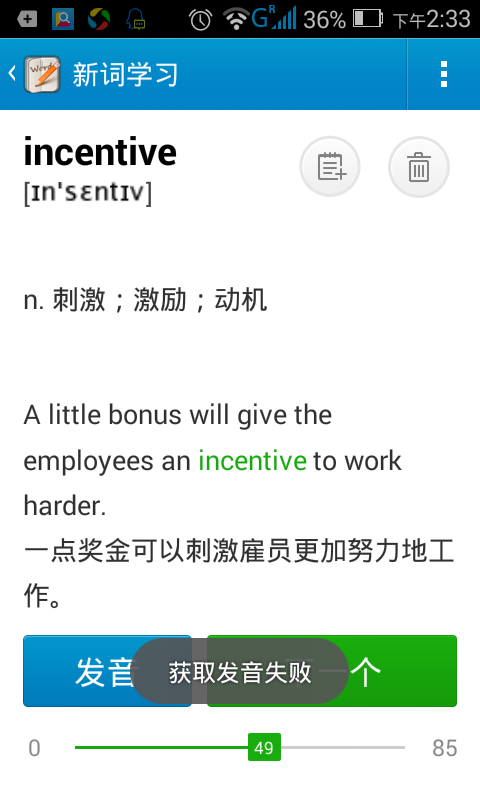 36% 下午2:33
新词学习
incentive
[ɪn'sɛntɪv]
n. 刺激；激励；动机
A little bonus will give the
employees an incentive to work
harder.
一点奖金可以刺激雇员更加努力地工
作。
发音 一个
获取发音失败
0 49 85